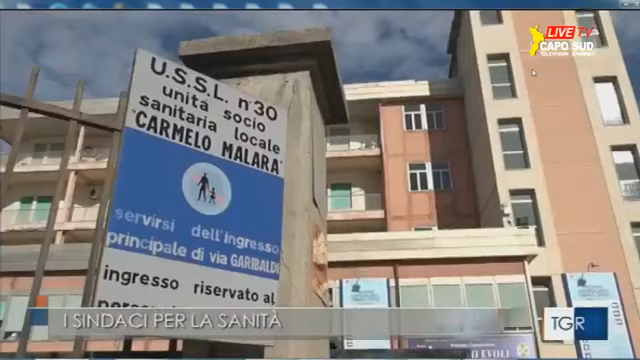 LIVE TV
CAPO SUD
U.S.S.L. n°30
unità socio
sanitaria locale
"CARMELO MALARA"
servirsi dell'ingresso
principale di via GARIBALDI
ingresso riservato al
I SINDACI PER LA SANITÀ
TGR